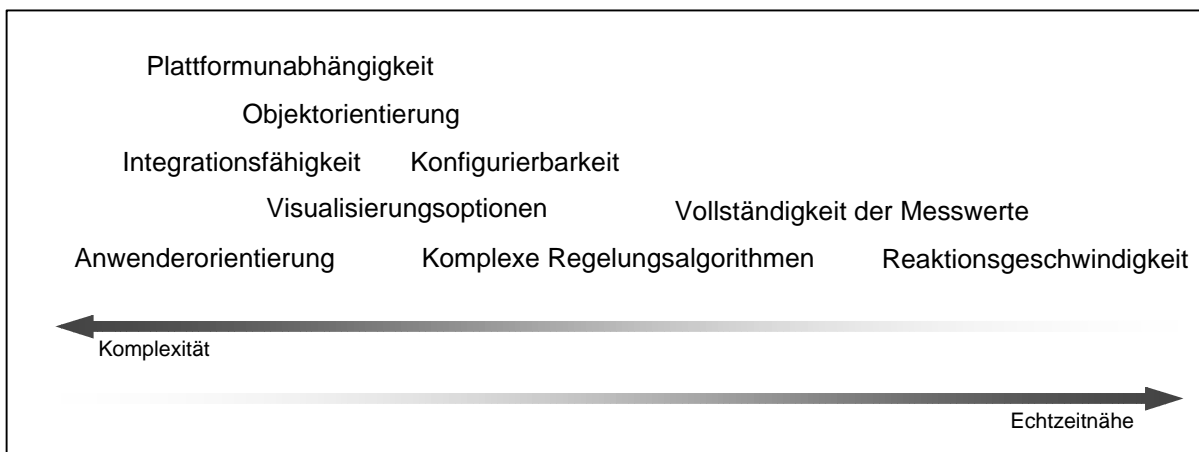 Plattformunabhängigkeit
Objektorientierung
Integrationsfähigkeit Konfigurierbarkeit
Visualisierungsoptionen Vollständigkeit der Messwerte
Anwenderorientierung Komplexe Regelungsalgorithmen Reaktionsgeschwindigkeit
Komplexität
Echtzeitnähe